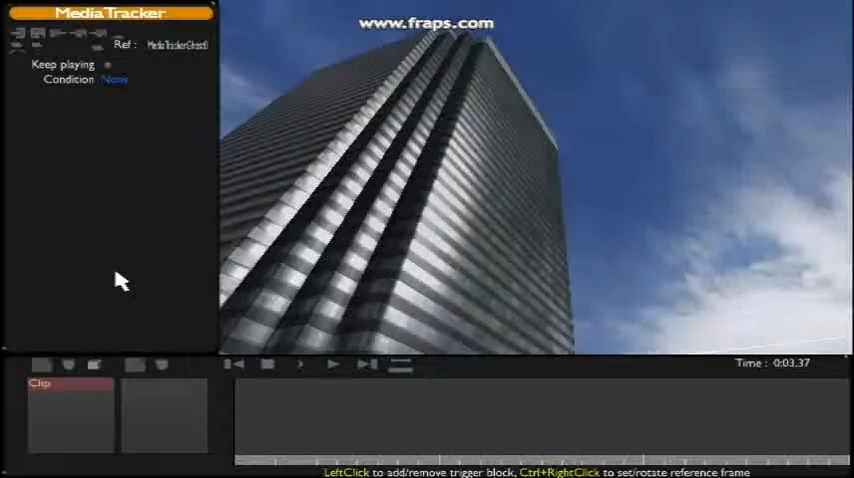 MediaTracker
www.fraps.com
Ref :
Keep playing
Condition None
Time : 0:03.37
Clip
LeftClick to add/remove trigger block, Ctrl+RightClick to set/rotate reference frame